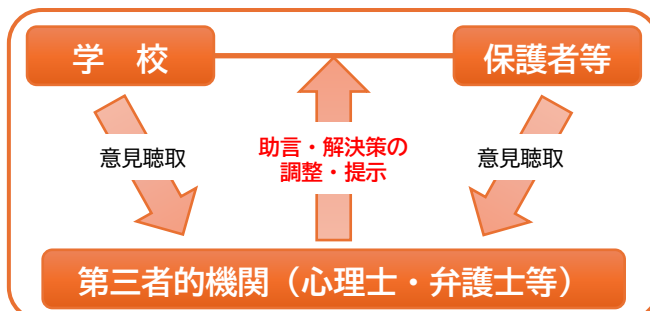 学　校
保護者等
意見聴取
助言・解決策の
調整・提示
意見聴取
第三者的機関（心理士・弁護士等）